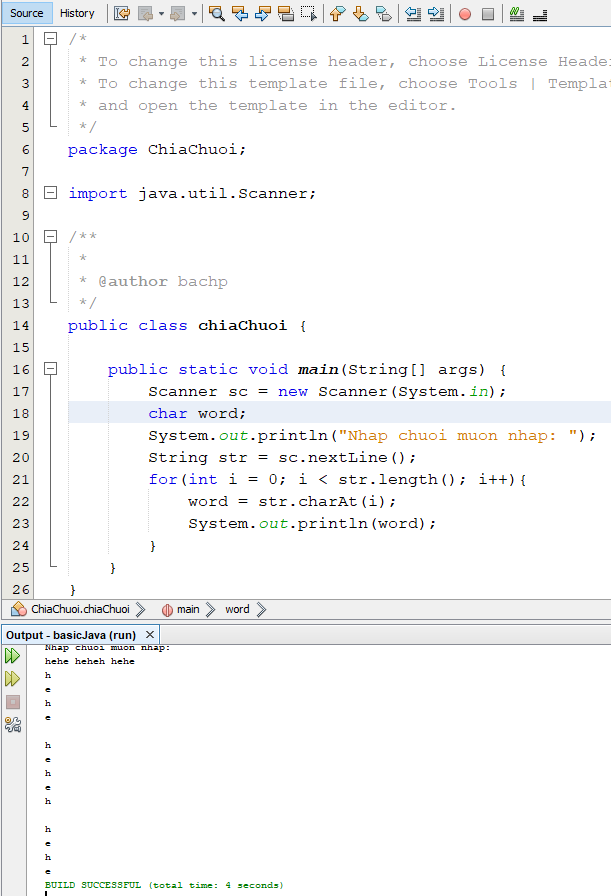 Source History
1 /*
2 * To change this license header, choose License Heade
3 * To change this template file, choose Tools | Templa
4 * and open the template in the editor.
5 */
6 package ChiaChuoi;
7
8 import java.util.Scanner;
9
10 /**
11 *
12 * @author bachp
13 */
14 public class chiaChuoi {
15
16 public static void main(String[] args) {
17 Scanner sc = new Scanner(System.in);
18 char word;
19 System.out.println("Nhap chuoi muon nhap: ");
20 String str = sc.nextLine();
21 for(int i = 0; i < str.length(); i++){
22 word = str.charAt(i);
23 System.out.println(word);
24 }
25 }
26 }
ChiaChuoi.chiaChuoi main word
Output - basicJava (run)
Nhap chuoi muon nhap:
hehe heheh hehe
h
e
h
e
h
e
h
e
h
h
e
h
e
BUILD SUCCESSFUL (total time: 4 seconds)